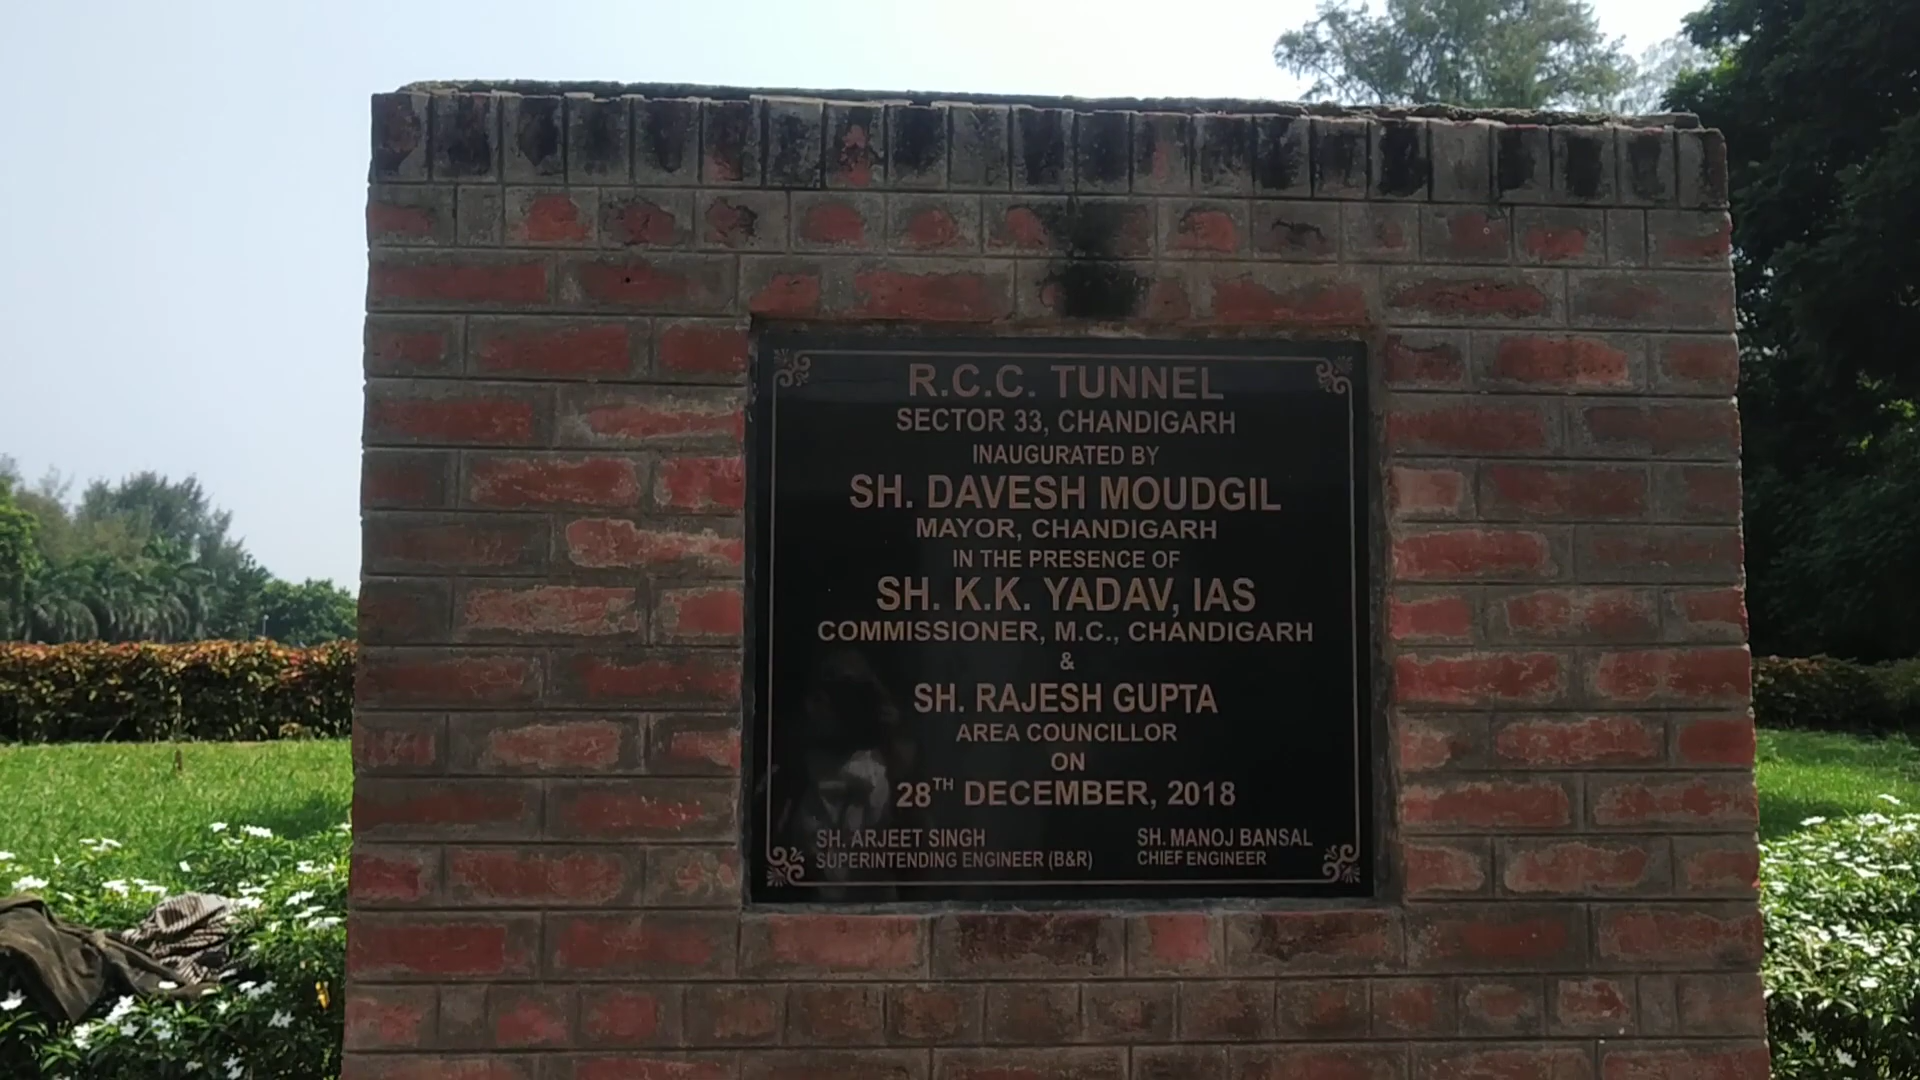 R.C.C. TUNNEL
SECTOR 33, CHANDIGARH
INAUGURATED BY
SH. DAVESH MOUDGIL
MAYOR, CHANDIGARH
IN THE PRESENCE OF
SH. K.K. YADAV, IAS
COMMISSIONER, M.C., CHANDIGARH
&
SH. RAJESH GUPTA
AREA COUNCILLOR
ON
28TH DECEMBER, 2018
SH. ARJEET SINGH
SUPERINTENDING ENGINEER (B&R)
SH. MANOJ BANSAL
CHIEF ENGINEER